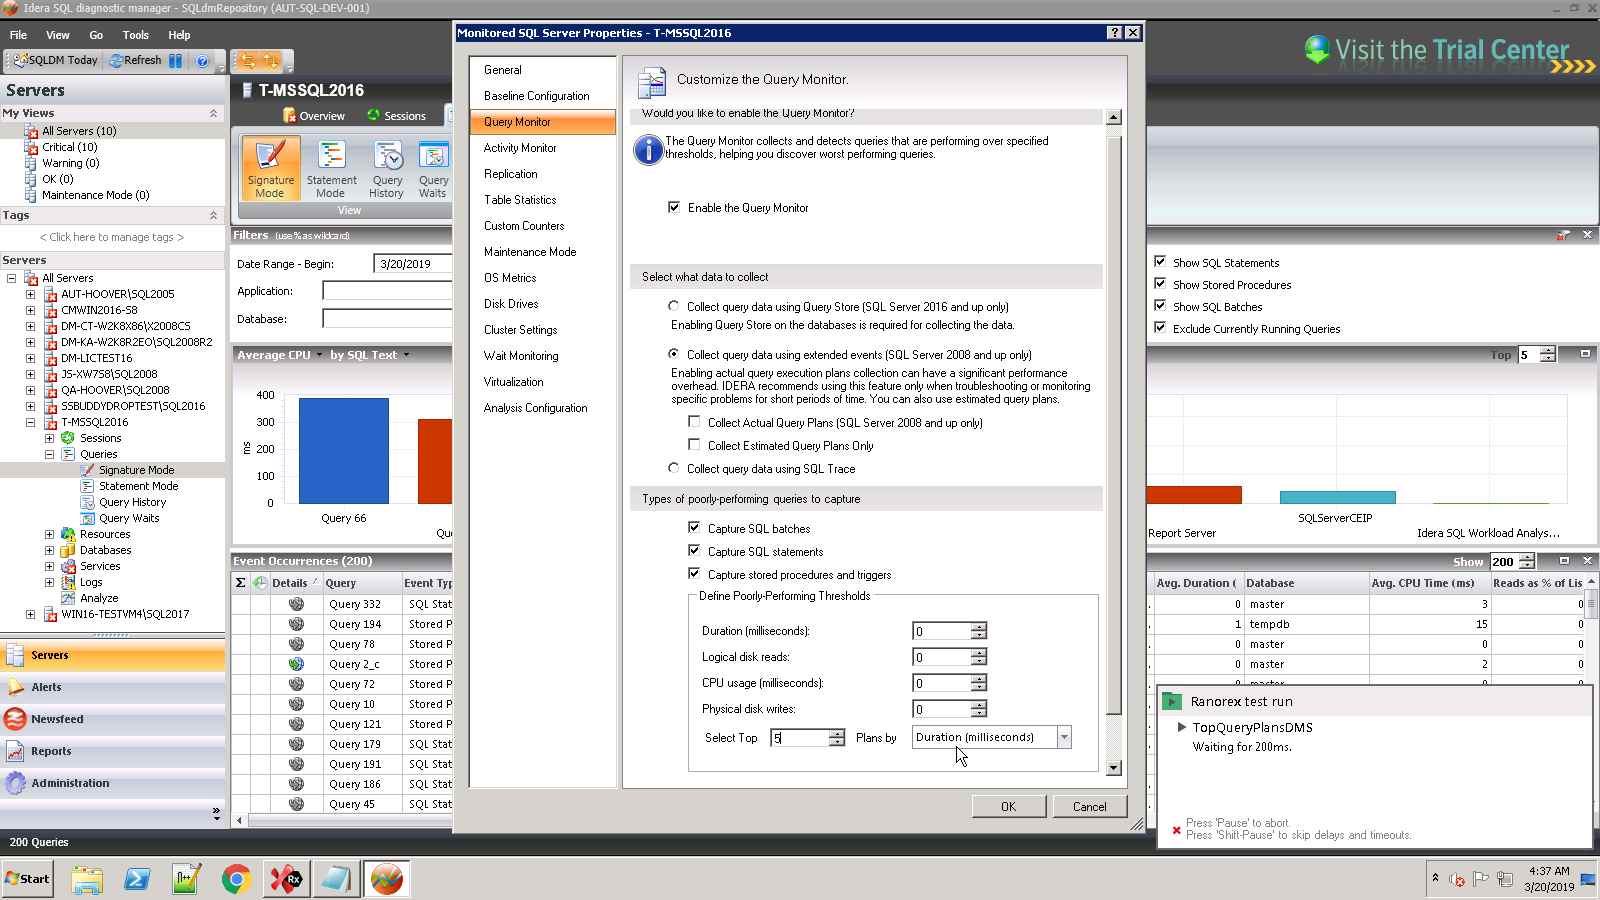 Idera SQL diagnostic manager - SQLdmRepository (AUT-SQL-DEV-001)
File View Go Tools Help
SQLDM Today Refresh
Visit the Trial Center
Servers
My Views
All Servers (10)
Critical (10)
Warning (0)
OK (0)
Maintenance Mode (0)
Tags
< Click here to manage tags >
Servers
All Servers
AUT-HOOVER\SQL2005
CMWIN2016-S8
DM-CT-W2K8X86\X2008CS
DM-KA-W2K8R2EO\SQL2008R2
DM-LICTEST16
JS-XW7S8\SQL2008
QA-HOOVER\SQL2008
SSBUDDYDROPTEST\SQL2016
T-MSSQL2016
Sessions
Queries
Signature Mode
Statement Mode
Query History
Query Waits
Resources
Databases
Services
Logs
Analyze
WIN16-TESTVM4\SQL2017
Servers
Alerts
Newsfeed
Reports
Administration
200 Queries
T-MSSQL2016
Overview Sessions
Signature Mode
Statement Mode
Query History
Query Waits
View
Filters (use % as wildcard)
Date Range - Begin: 3/20/2019
Application:
Database:
Average CPU by SQL Text
400
300
ms 200
100
0
Query 66
Event Occurrences (200)
Σ Details Query Event Typ
Query 332 SQL Stat
Query 194 Stored P
Query 78 Stored P
Query 2_c Stored P
Query 72 Stored P
Query 10 Stored P
Query 121 Stored P
Query 179 SQL Stat
Query 191 SQL Stat
Query 186 SQL Stat
Query 45 SQL Stat
Monitored SQL Server Properties - T-MSSQL2016
General
Baseline Configuration
Query Monitor
Activity Monitor
Replication
Table Statistics
Custom Counters
Maintenance Mode
OS Metrics
Disk Drives
Cluster Settings
Wait Monitoring
Virtualization
Analysis Configuration
Customize the Query Monitor.
Would you like to enable the Query Monitor?
The Query Monitor collects and detects queries that are performing over specified
thresholds, helping you discover worst performing queries.
Enable the Query Monitor
Select what data to collect
Collect query data using Query Store (SQL Server 2016 and up only)
Enabling Query Store on the databases is required for collecting the data.
Collect query data using extended events (SQL Server 2008 and up only)
Enabling actual query execution plans collection can have a significant performance
overhead. IDERA recommends using this feature only when troubleshooting or monitoring
specific problems for short periods of time. You can also use estimated query plans.
Collect Actual Query Plans (SQL Server 2008 and up only)
Collect Estimated Query Plans Only
Collect query data using SQL Trace
Types of poorly-performing queries to capture
Capture SQL batches
Capture SQL statements
Capture stored procedures and triggers
Define Poorly-Performing Thresholds
Duration (milliseconds): 0
Logical disk reads: 0
CPU usage (milliseconds): 0
Physical disk writes: 0
Select Top 5 Plans by Duration (milliseconds)
OK Cancel
Show SQL Statements
Show Stored Procedures
Show SQL Batches
Exclude Currently Running Queries
Top 5
SQLServerCEIP
Report Server Idera SQL Workload Analys...
Show 200
Avg. Duration ( Database Avg. CPU Time (ms) Reads as % of Lis
0 master 3 0
1 tempdb 15 0
0 master 0 0
0 master 2 0
0 master
Ranorex test run
TopQueryPlansDMS
Waiting for 200ms.
Press 'Pause' to abort.
Press 'Shift-Pause' to skip delays and timeouts.
Start
4:37 AM
3/20/2019